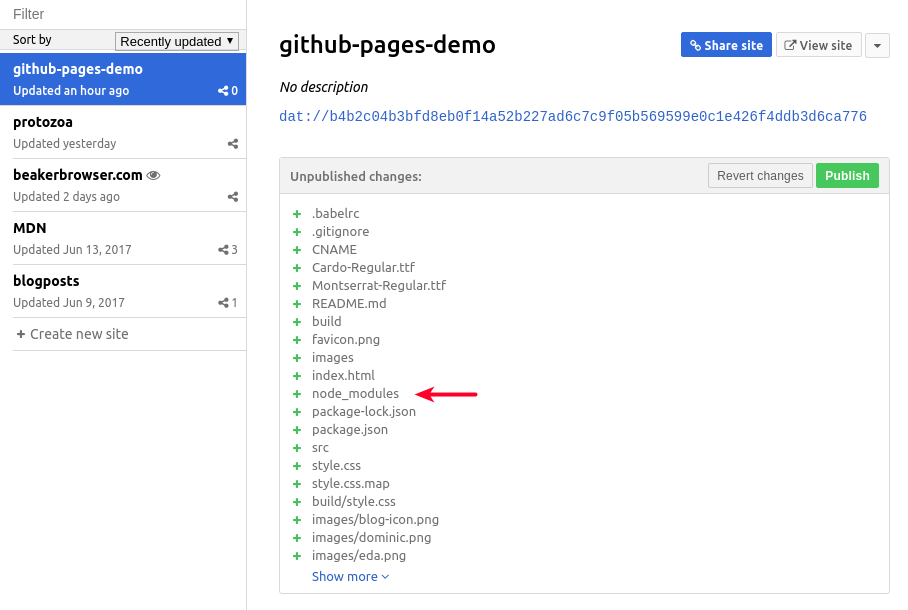 Filter
Sort by Recently updated
github-pages-demo
Updated an hour ago 0
protozoa
Updated yesterday
beakerbrowser.com
Updated 2 days ago
MDN
Updated Jun 13, 2017 3
blogposts
Updated Jun 9, 2017 1
+ Create new site
github-pages-demo
Share site View site
No description
dat://b4b2c04b3bfd8eb0f14a52b227ad6c7c9f05b569599e0c1e426f4ddb3d6ca776
Unpublished changes: Revert changes Publish
+ .babelrc
+ .gitignore
+ CNAME
+ Cardo-Regular.ttf
+ Montserrat-Regular.ttf
+ README.md
+ build
+ favicon.png
+ images
+ index.html
+ node_modules
+ package-lock.json
+ package.json
+ src
+ style.css
+ style.css.map
+ build/style.css
+ images/blog-icon.png
+ images/dominic.png
+ images/eda.png
Show more